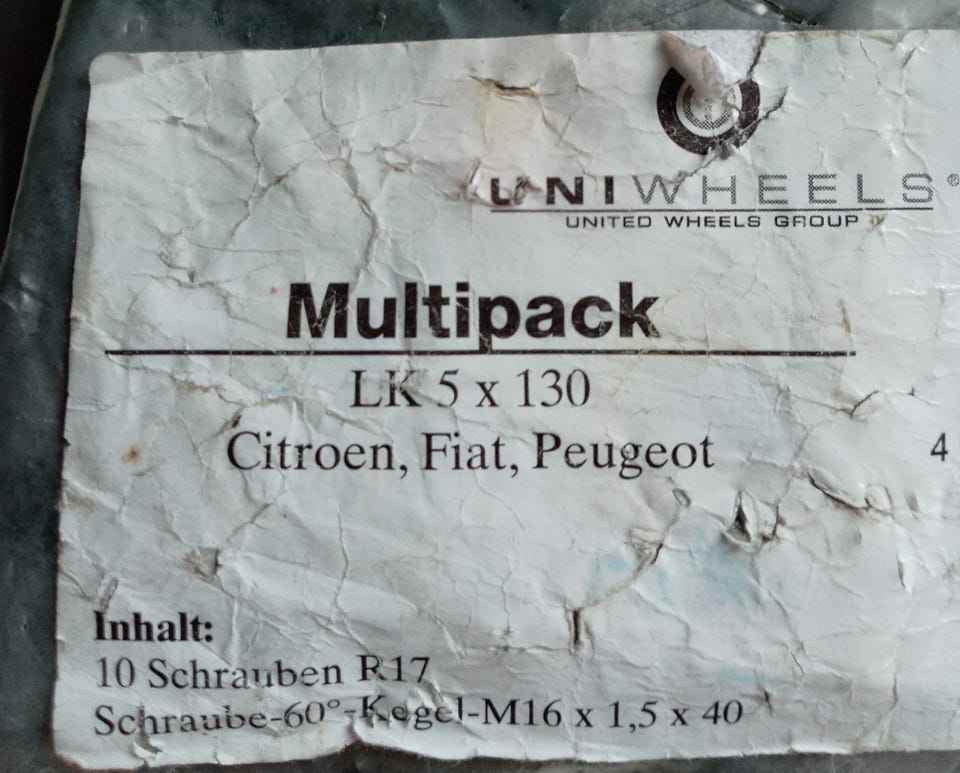 UNIWHEELS®
UNITED WHEELS GROUP
Multipack
LK 5 x 130
Citroen, Fiat, Peugeot
4
Inhalt:
10 Schrauben R17
Schraube-60°-Kegel-M16 x 1,5 x 40